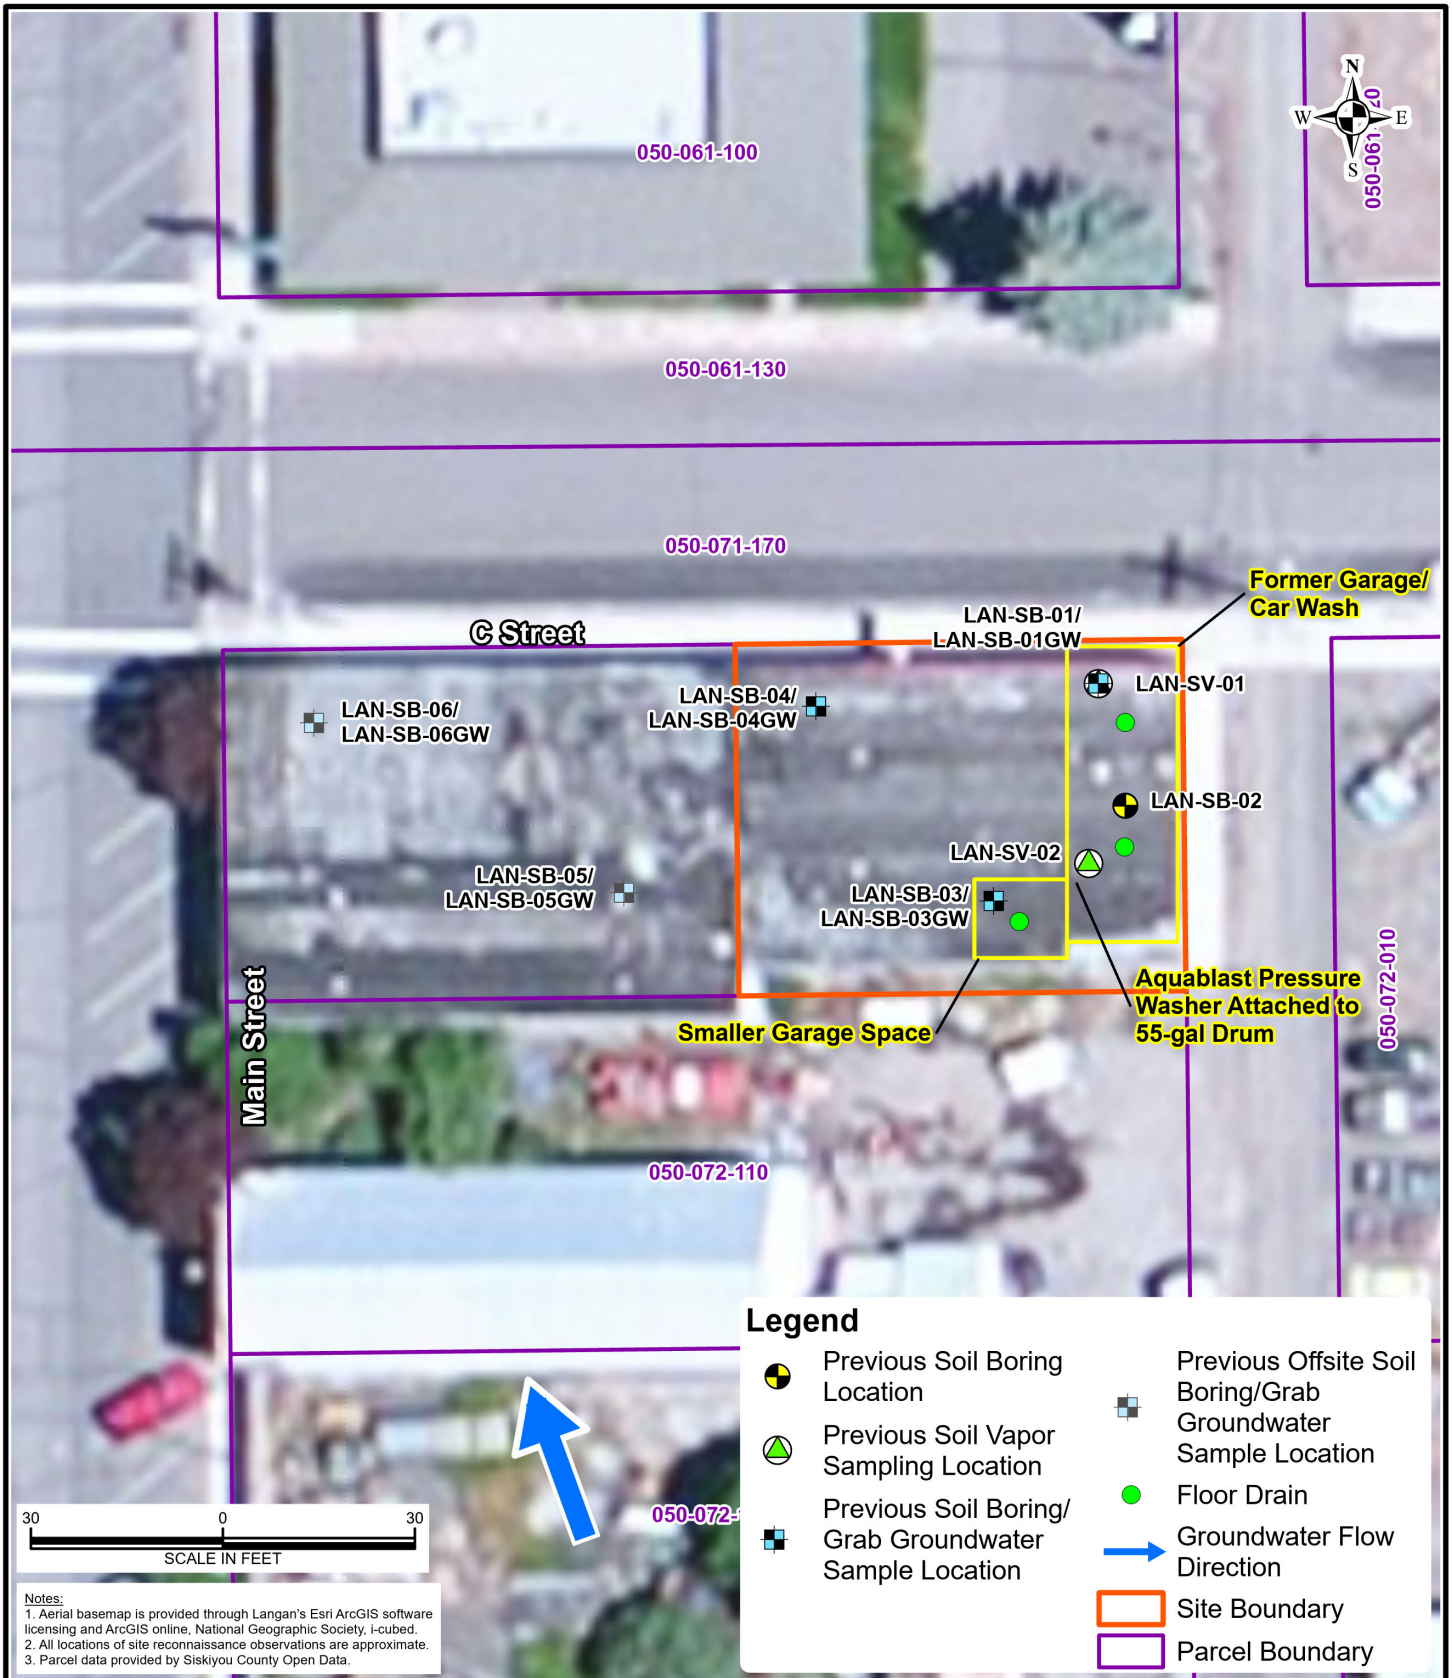 N
W E
S
050-061-100
050-061-130
050-071-170
Former Garage/
Car Wash
C Street
LAN-SB-01/
LAN-SB-01GW
LAN-SV-01
LAN-SB-04/
LAN-SB-04GW
LAN-SB-06/
LAN-SB-06GW
LAN-SB-02
LAN-SV-02
LAN-SB-05/
LAN-SB-05GW
LAN-SB-03/
LAN-SB-03GW
Aquablast Pressure
Washer Attached to
55-gal Drum
Smaller Garage Space
Main Street
050-072-010
050-072-110
050-072-
Legend
Previous Soil Boring
Location
Previous Soil Vapor
Sampling Location
Previous Soil Boring/
Grab Groundwater
Sample Location
Previous Offsite Soil
Boring/Grab
Groundwater
Sample Location
Floor Drain
Groundwater Flow
Direction
Site Boundary
Parcel Boundary
30 0 30
SCALE IN FEET
Notes:
1. Aerial basemap is provided through Langan's Esri ArcGIS software
licensing and ArcGIS online, National Geographic Society, i-cubed.
2. All locations of site reconnaissance observations are approximate.
3. Parcel data provided by Siskiyou County Open Data.